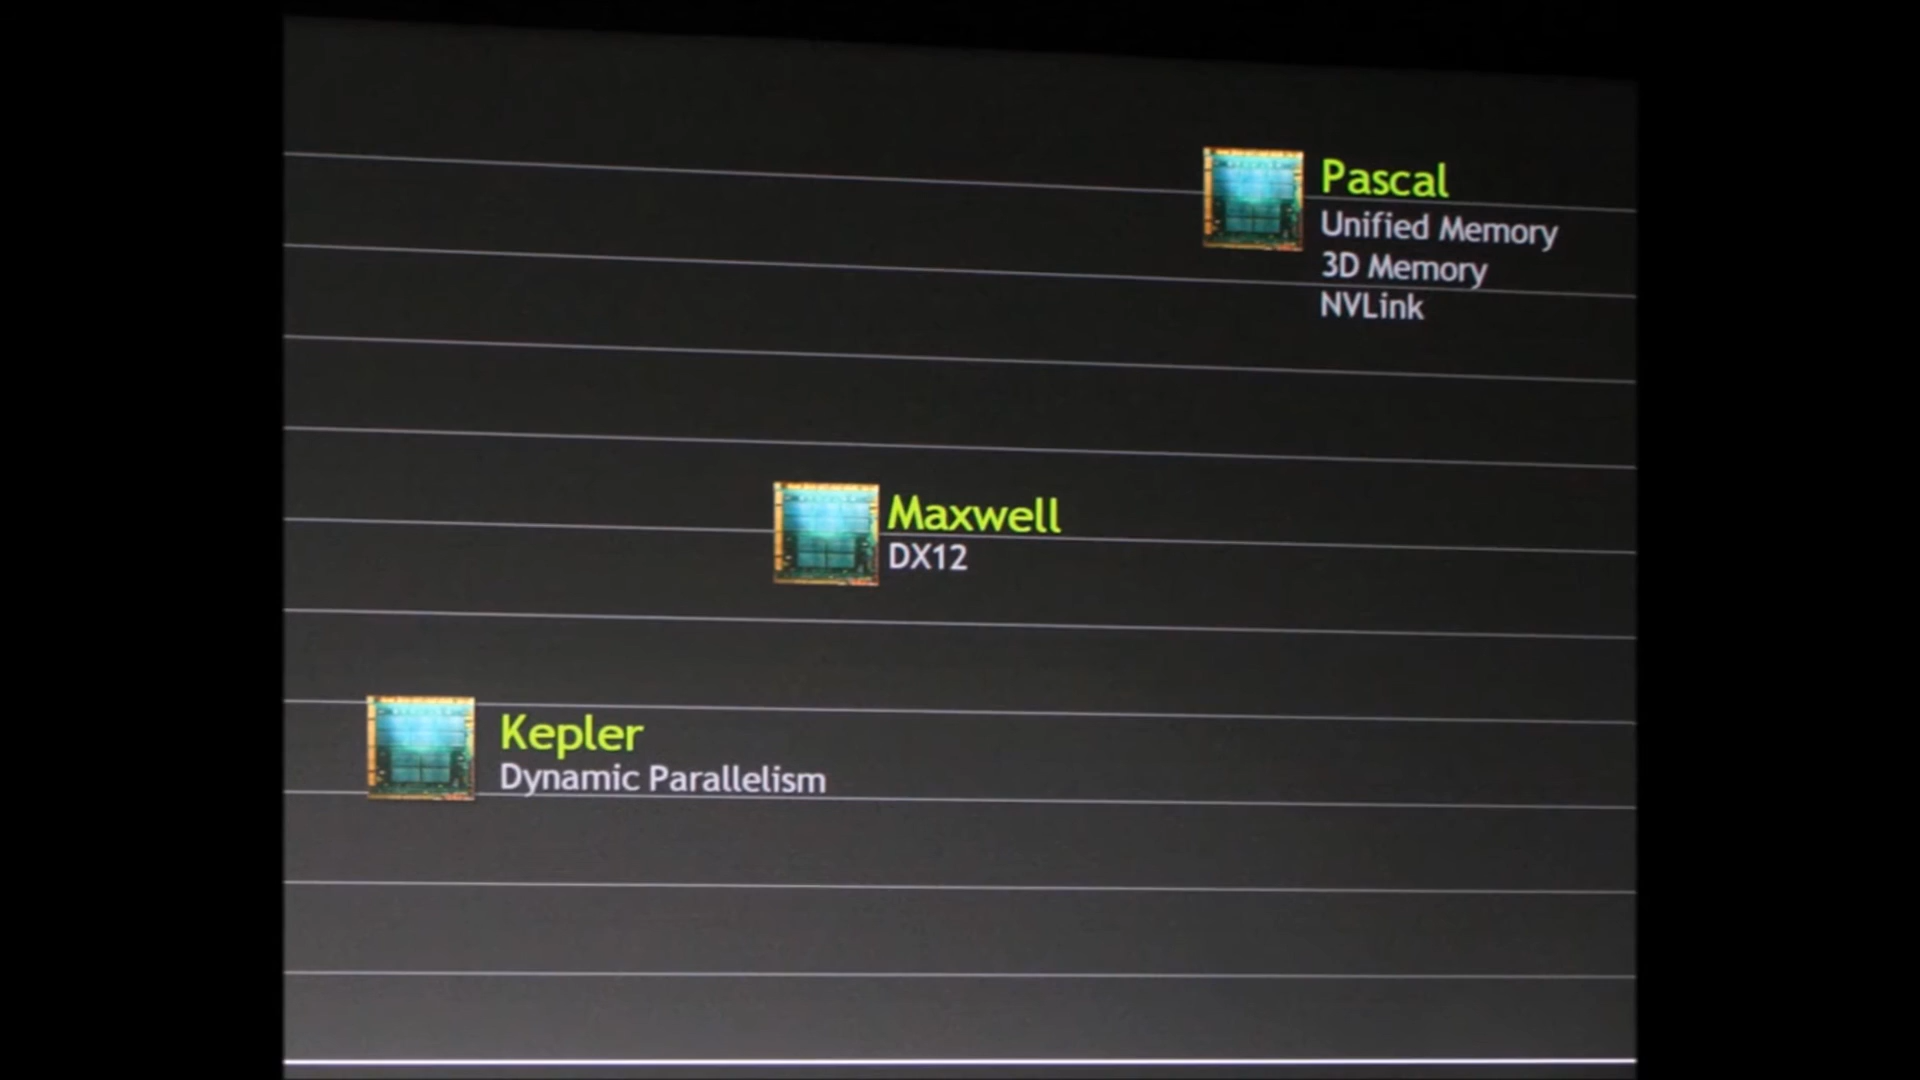 Pascal
Unified Memory
3D Memory
NVLink
Maxwell
DX12
Kepler
Dynamic Parallelism